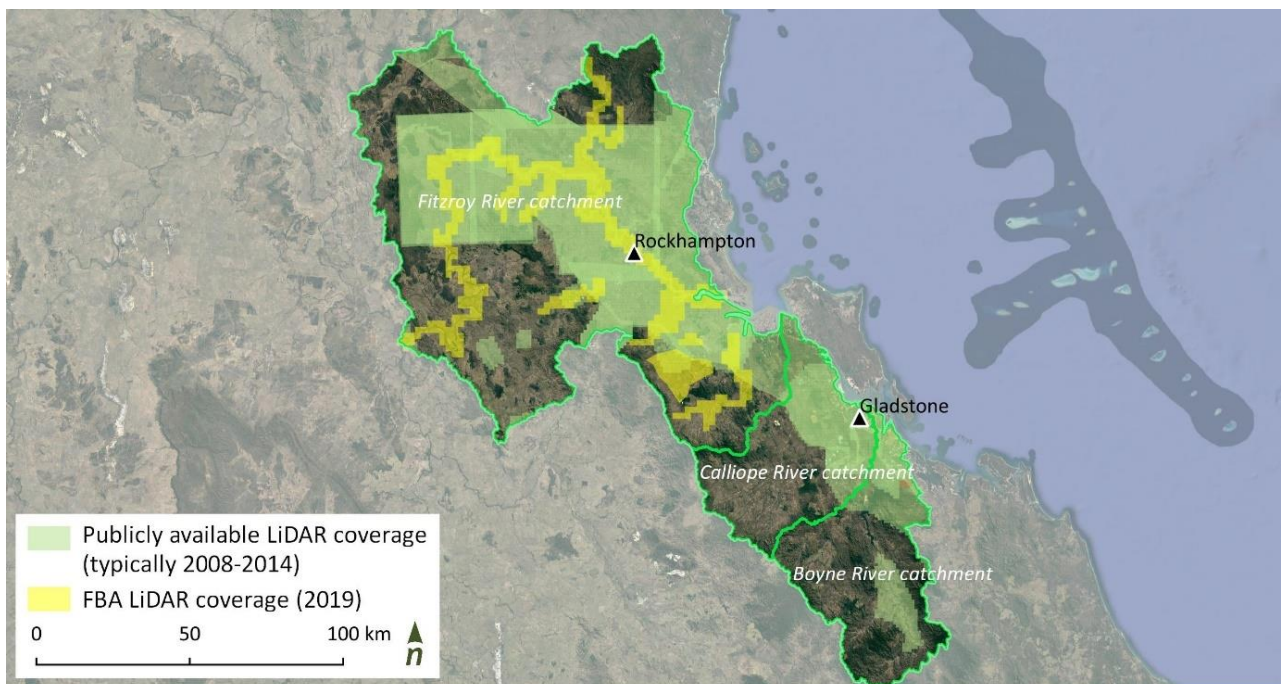 Fitzroy River catchment
Rockhampton
Gladstone
Calliope River catchment
Boyne River catchment
Publicly available LiDAR coverage
(typically 2008-2014)
FBA LiDAR coverage (2019)
0 50 100 km
n